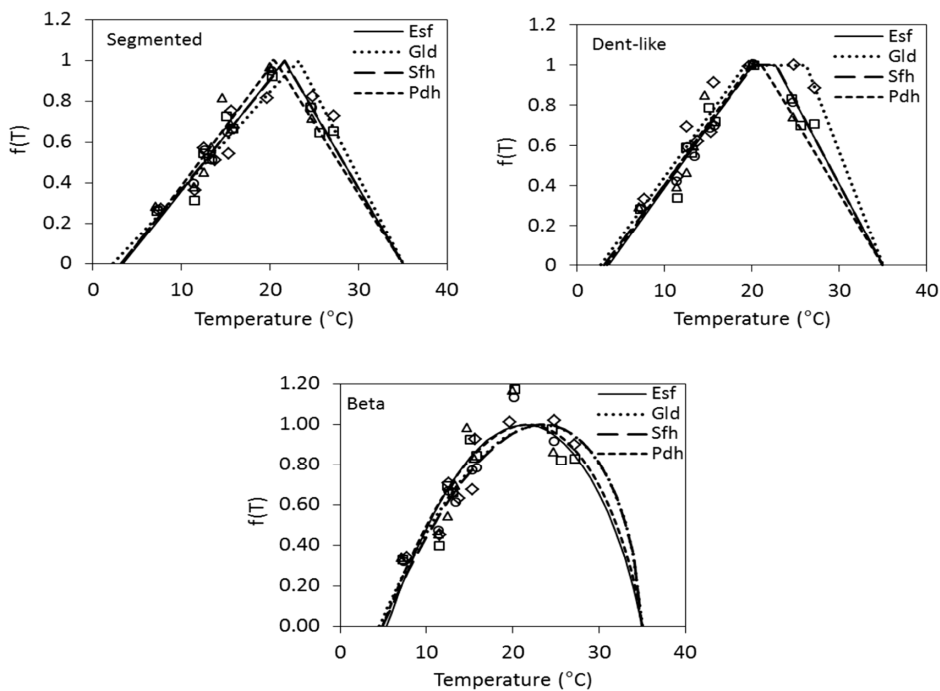 Segmented
Esf
Gld
Sfh
Pdh
1.2
1
0.8
0.6
0.4
0.2
0
f(T)
0 10 20 30 40
Temperature (°C)
Dent-like
Esf
Gld
Sfh
Pdh
1.2
1
0.8
0.6
0.4
0.2
0
f(T)
0 10 20 30 40
Temperature (°C)
Beta
Esf
Gld
Sfh
Pdh
1.20
1.00
0.80
0.60
0.40
0.20
0.00
f(T)
0 10 20 30 40
Temperature (°C)